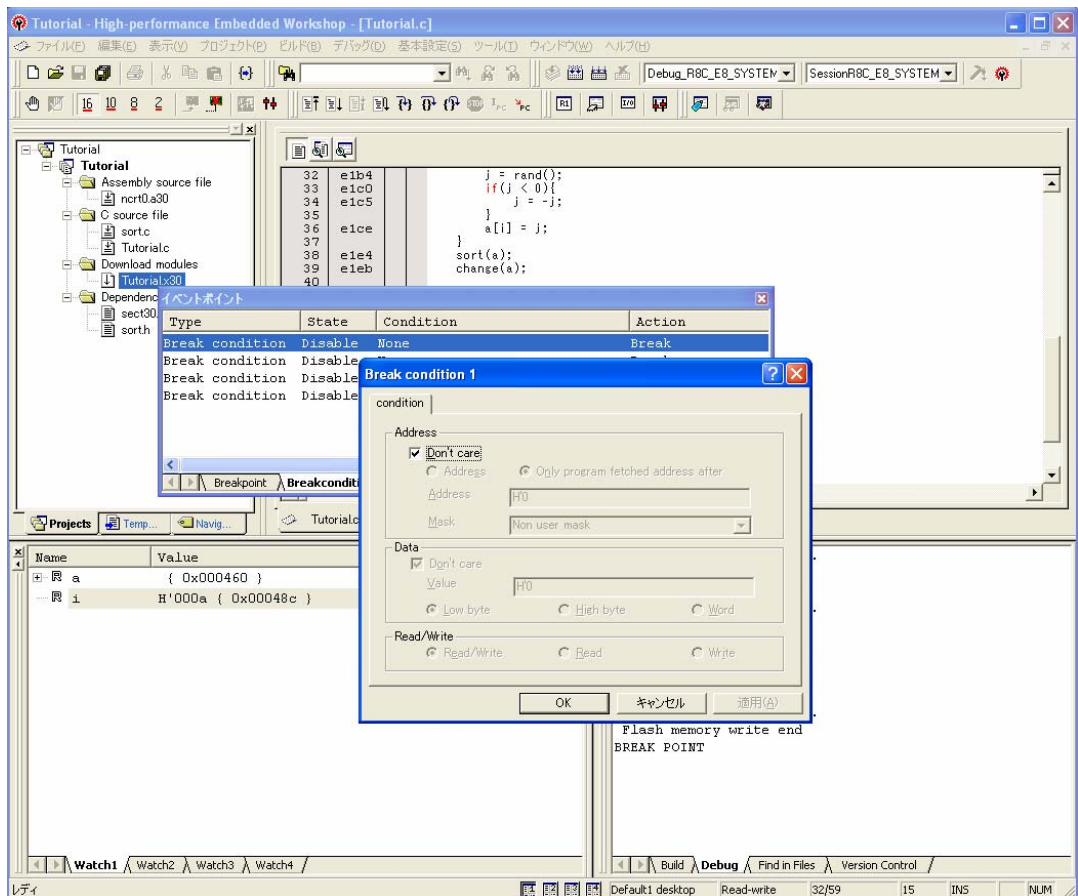 Tutorial - High-performance Embedded Workshop - [Tutorial.c]
ファイル(F) 編集(E) 表示(V) プロジェクト(P) ビルド(B) デバッグ(D) 基本設定(S) ツール(T) ウィンドウ(W) ヘルプ(H)
Debug_R8C_E8_SYSTEM SessionR8C_E8_SYSTEM
16 10 8 2
Tutorial
Tutorial
Assembly source file
ncrt0.a30
C source file
sort.c
Tutorial.c
Download modules
Tutorial.x30
Dependenc
sect30.
sort.h
32 e1b4 j = rand();
33 e1c0 if(j < 0){
34 e1c5 j = -j;
35 }
36 e1ce a[i] = j;
37 }
38 e1e4 sort(a);
39 e1eb change(a);
40
イベントポイント
Type State Condition Action
Break condition Disable None Break
Break condition Disable
Break condition Disable
Break condition Disable
Breakpoint Breakconditi
Break condition 1
condition
Address
Don't care
Address Only program fetched address after
Address H'0
Mask Non user mask
Data
Don't care
Value H'0
Low byte High byte Word
Read/Write
Read/Write Read Write
OK キャンセル 適用(A)
Projects Temp... Navig...
Tutorial.c
Name Value
a { 0x000460 }
i H'000a { 0x00048c }
Flash memory write end
BREAK POINT
Watch1 Watch2 Watch3 Watch4
Build Debug Find in Files Version Control
レディ Default1 desktop Read-write 32/59 15 INS NUM